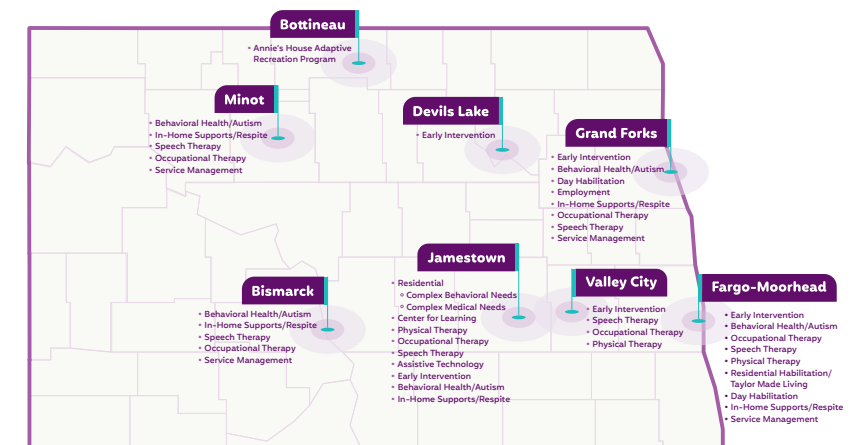 Bottineau
• Annie's House Adaptive
Recreation Program
Minot
• Behavioral Health/Autism
• In-Home Supports/Respite
• Speech Therapy
• Occupational Therapy
• Service Management
Devils Lake
• Early Intervention
Grand Forks
• Early Intervention
• Behavioral Health/Autism
• Day Habilitation
• Employment
• In-Home Supports/Respite
• Occupational Therapy
• Speech Therapy
• Service Management
Bismarck
• Behavioral Health/Autism
• In-Home Supports/Respite
• Speech Therapy
• Occupational Therapy
• Service Management
Jamestown
• Residential
° Complex Behavioral Needs
° Complex Medical Needs
• Center for Learning
• Physical Therapy
• Occupational Therapy
• Speech Therapy
• Assistive Technology
• Early Intervention
• Behavioral Health/Autism
• In-Home Supports/Respite
Valley City
• Early Intervention
• Speech Therapy
• Occupational Therapy
• Physical Therapy
Fargo-Moorhead
• Early Intervention
• Behavioral Health/Autism
• Occupational Therapy
• Speech Therapy
• Physical Therapy
• Residential Habilitation/
Taylor Made Living
• Day Habilitation
• In-Home Supports/Respite
• Service Management